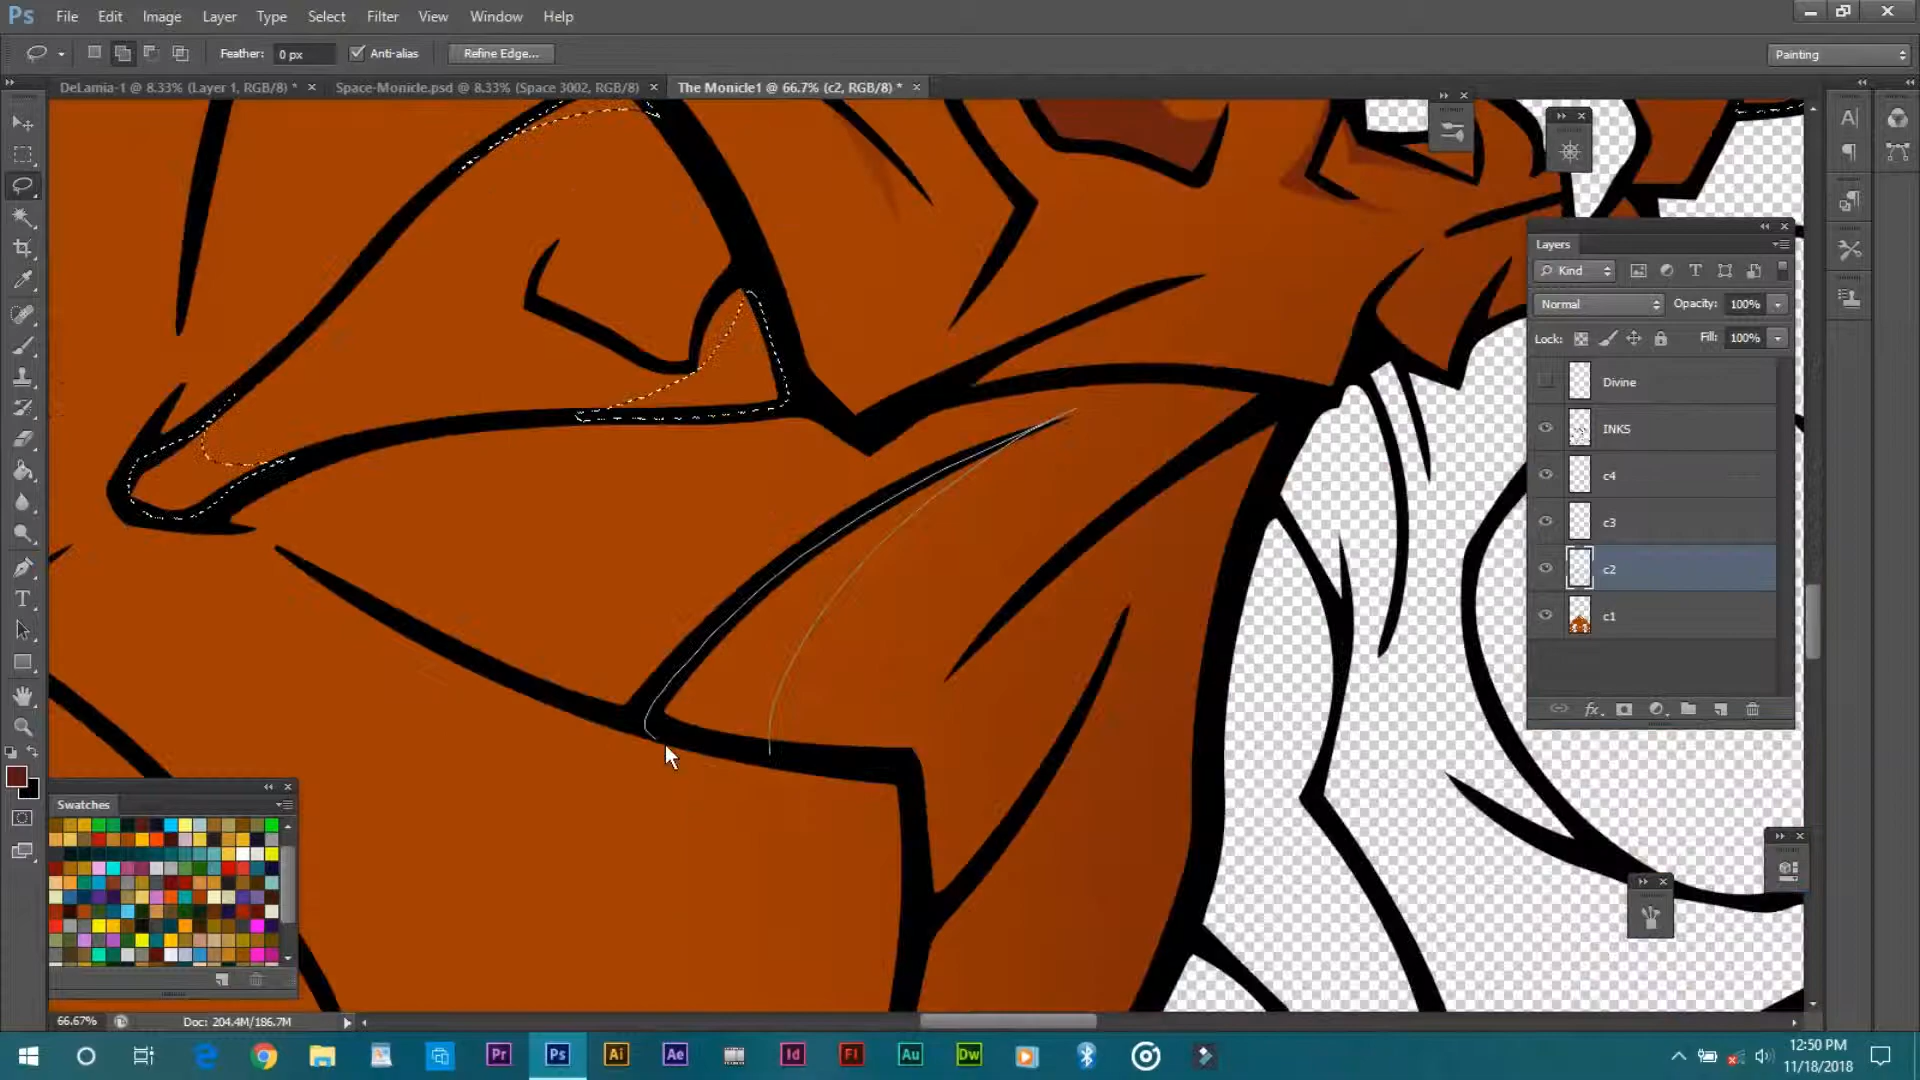 Ps File Edit Image Layer Type Select Filter View Window Help
Feather: 0 px Anti-alias Refine Edge... Painting
DeLamia-1 @ 8.33% (Layer 1, RGB/8) * × Space-Monicle.psd @ 8.33% (Space 3002, RGB/8) × The Monicle1 @ 66.7% (c2, RGB/8) * ×
Layers
Kind
Normal Opacity: 100%
Lock: Fill: 100%
Divine
INKS
c4
c3
c2
c1
Swatches
66.67% Doc: 204.4M/186.7M
Pr Ps Ai Ae Id Fl Au Dw
12:50 PM
11/18/2018